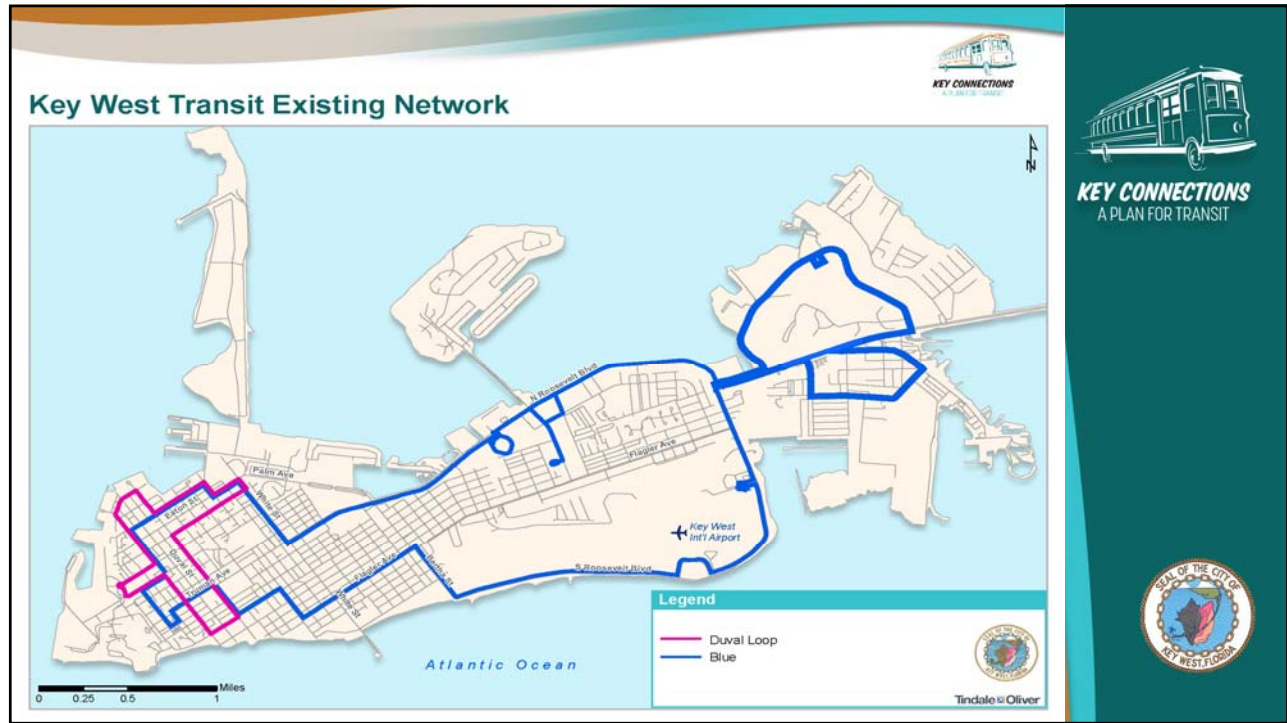 KEY CONNECTIONS
A PLAN FOR TRANSIT
Key West Transit Existing Network
N
N Roosevelt Blvd
Flagler Ave
Palm Ave
White St
Eaton St
Duval St
Truman Ave
Flagler Ave
Bertha St
White St
S Roosevelt Blvd
Key West
Int'l Airport
Atlantic Ocean
Miles
0 0.25 0.5 1
Legend
Duval Loop
Blue
Tindale Oliver
KEY CONNECTIONS
A PLAN FOR TRANSIT
SEAL OF THE CITY OF
KEY WEST, FLORIDA